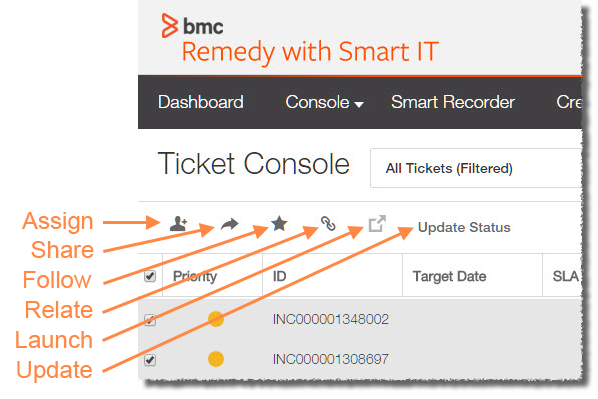 bmc
Remedy with Smart IT
Dashboard Console Smart Recorder Cre
Ticket Console All Tickets (Filtered)
Assign
Share
Follow
Relate
Launch
Update
Update Status
Priority ID Target Date SLA
INC000001348002
INC000001308697